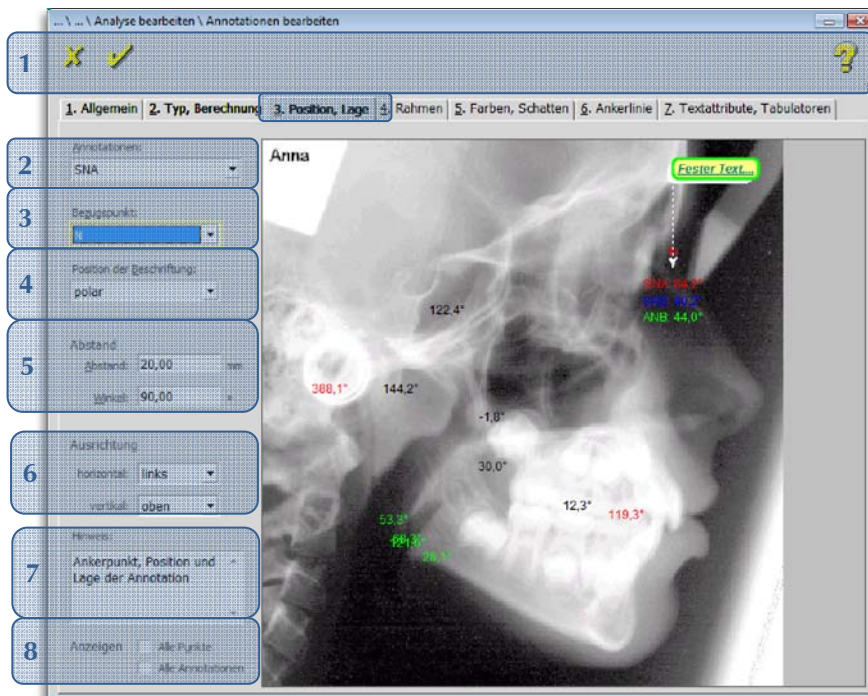 ... \ ... \ Analyse bearbeiten \ Annotationen bearbeiten
1
?
1. Allgemein 2. Typ, Berechnung 3. Position, Lage 4. Rahmen 5. Farben, Schatten 6. Ankerlinie 7. Textattribute, Tabulatoren
2
Annotationen:
SNA
3
Bezugspunkt:
N
4
Position der Beschriftung:
polar
5
Abstand
Abstand: 20,00 mm
Winkel: 90,00 °
6
Ausrichtung
horizontal: links
vertikal: oben
7
Hinweis:
Ankerpunkt, Position und
Lage der Annotation
8
Anzeigen
Alle Punkte
Alle Annotationen
Anna
Fester Text...
ANB: 44,0°
122,4°
388,1°
144,2°
-1,8°
30,0°
12,3°
119,3°
53,3°